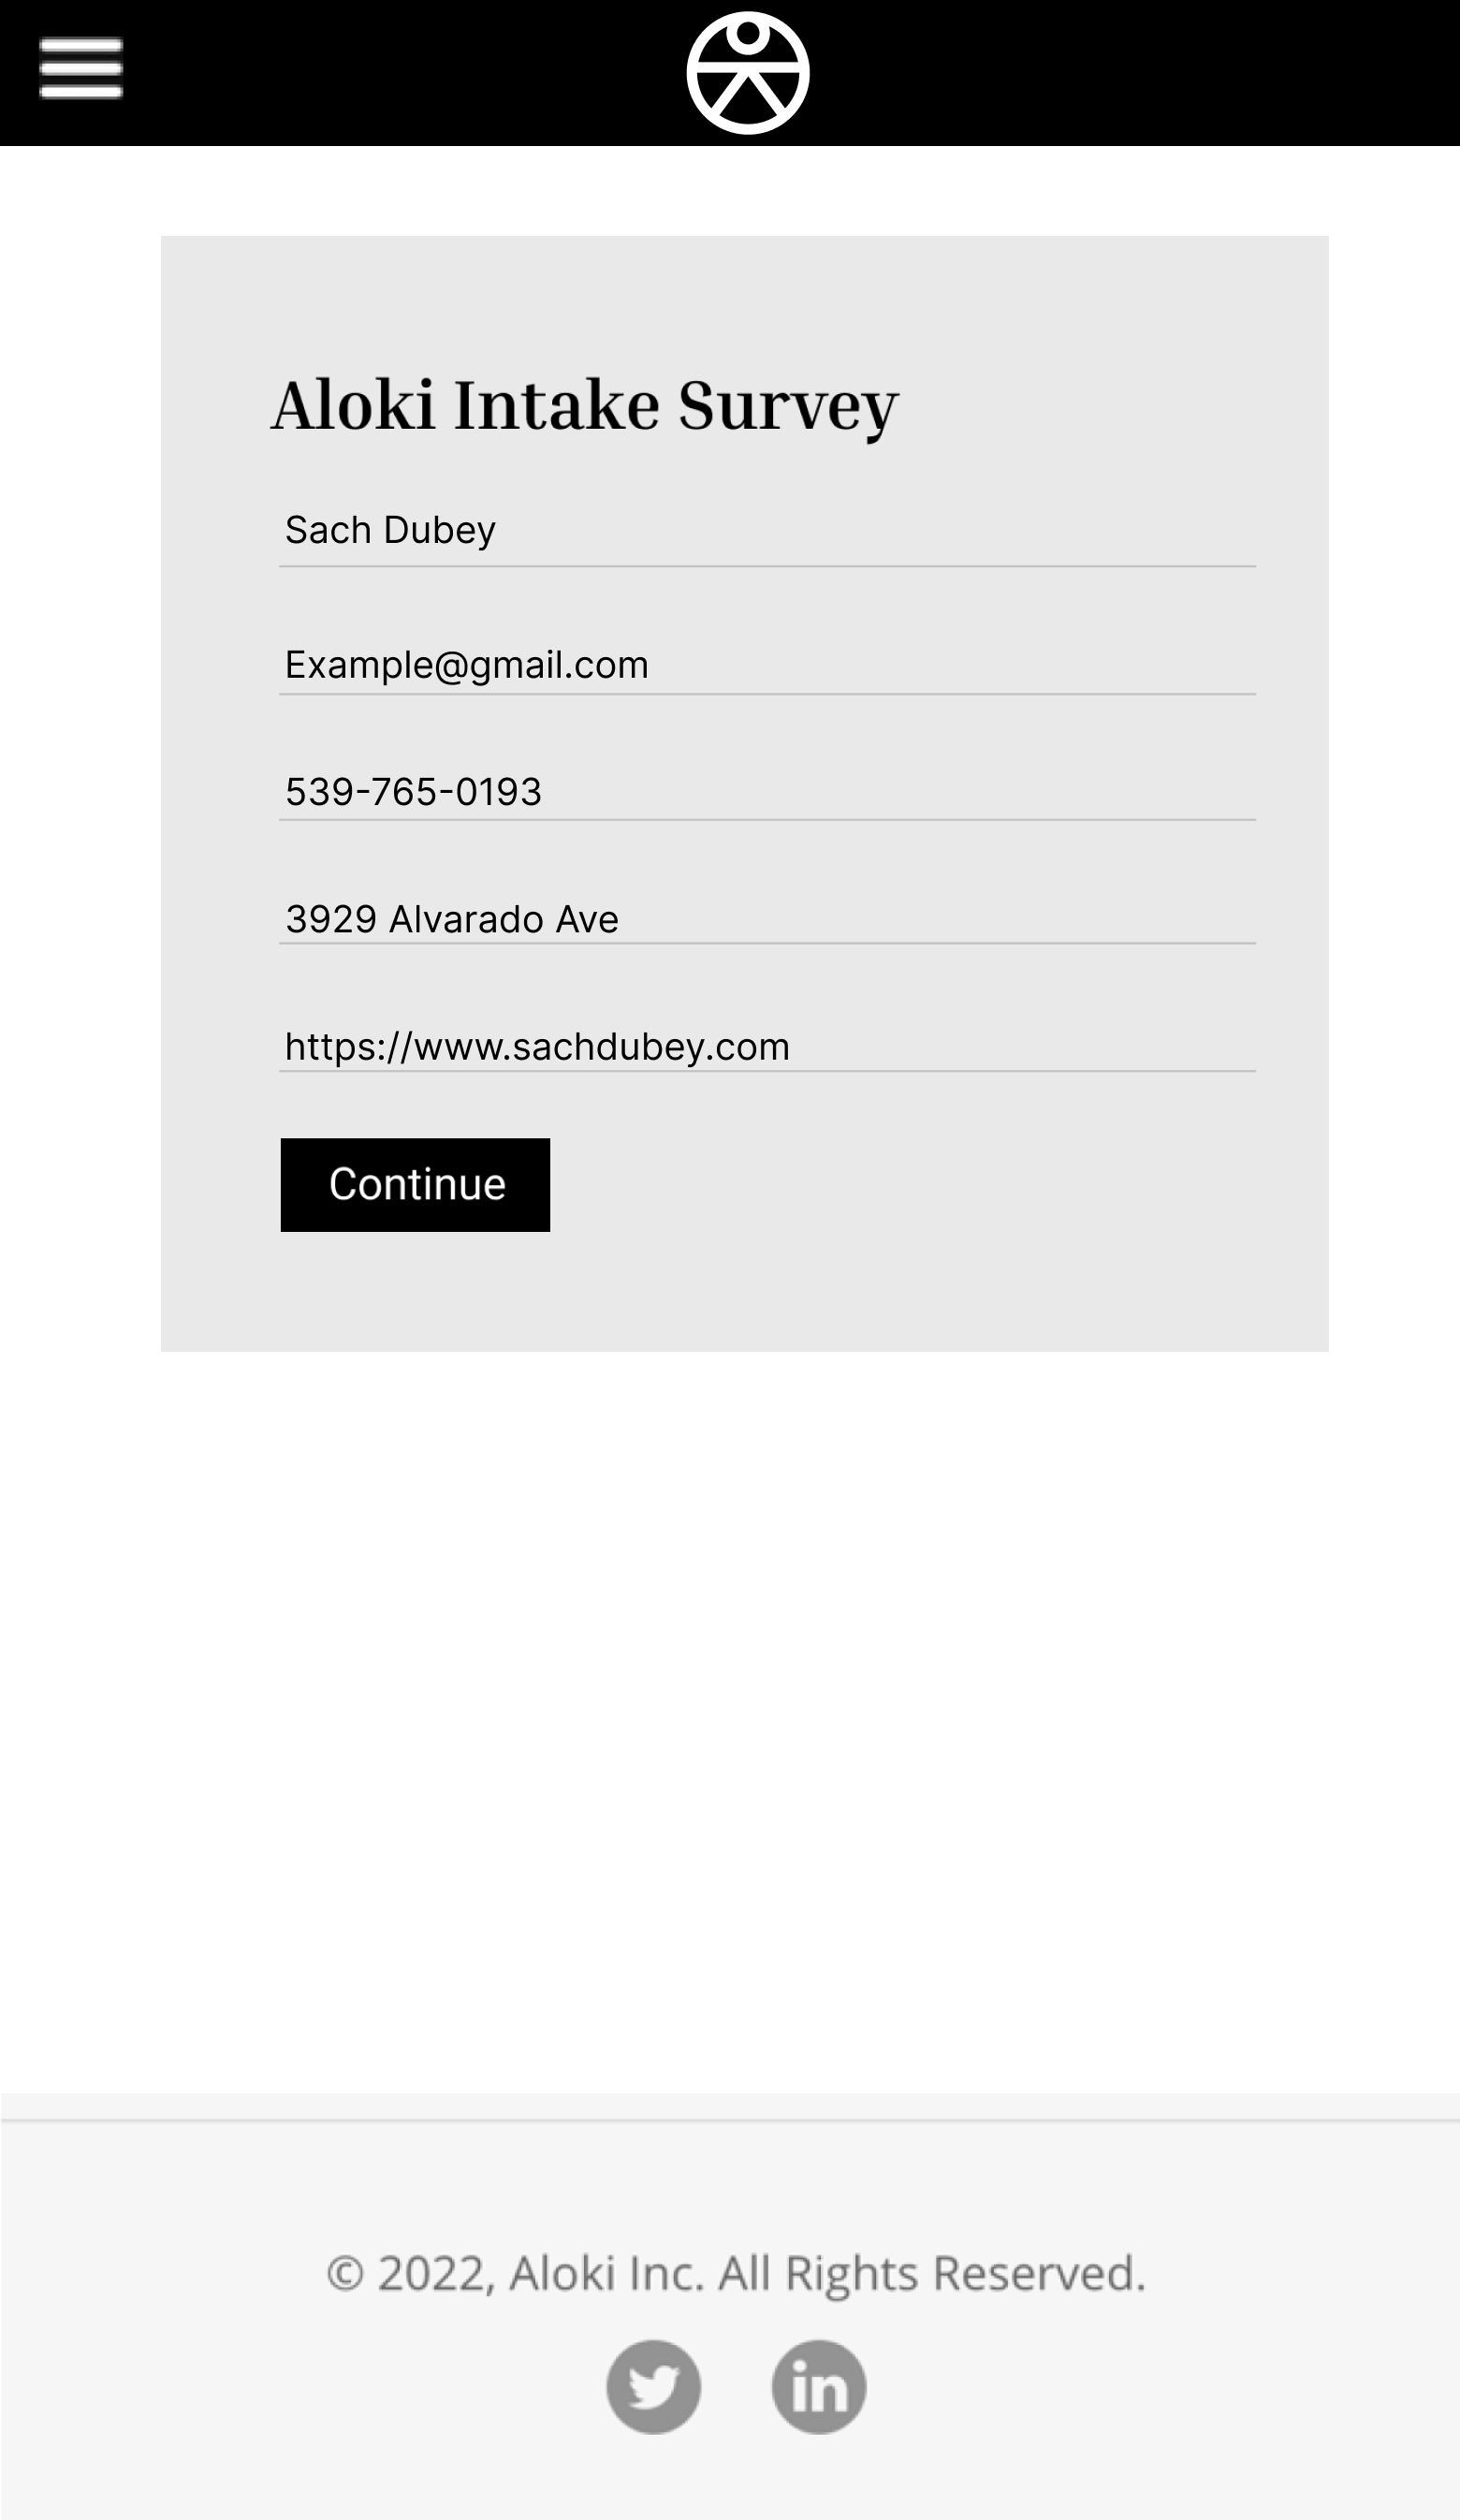 Aloki Intake Survey
Sach Dubey
Example@gmail.com
539-765-0193
3929 Alvarado Ave
https://www.sachdubey.com
Continue
© 2022, Aloki Inc. All Rights Reserved.
in